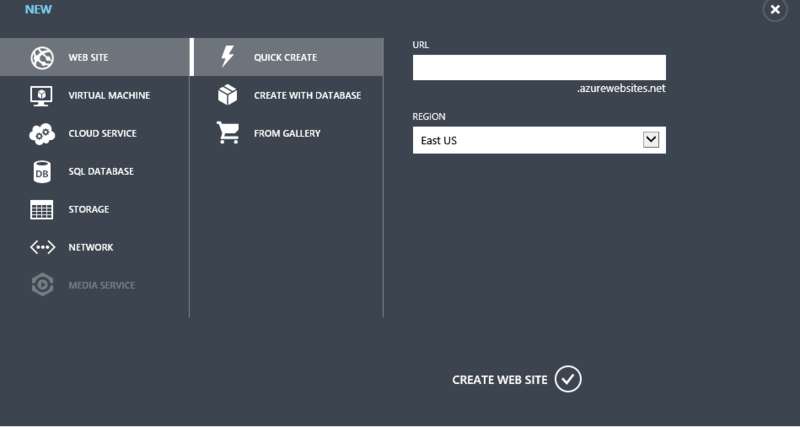 NEW
WEB SITE
VIRTUAL MACHINE
CLOUD SERVICE
DB
SQL DATABASE
STORAGE
NETWORK
MEDIA SERVICE
QUICK CREATE
CREATE WITH DATABASE
FROM GALLERY
URL
.azurewebsites.net
REGION
East US
CREATE WEB SITE